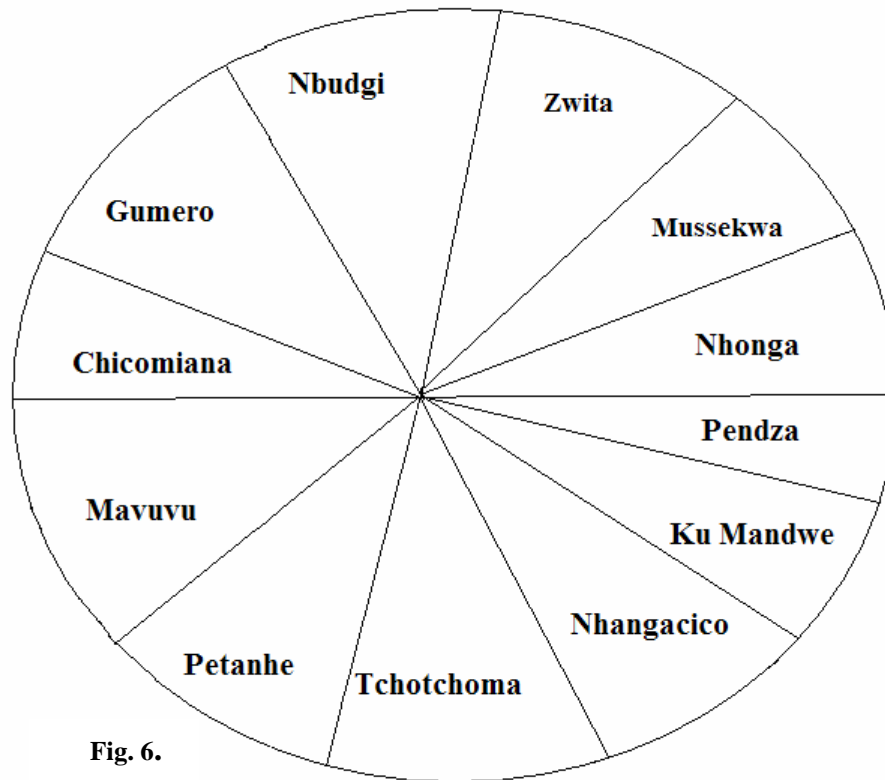 Nbudgi
Zwita
Gumero
Mussekwa
Nhonga
Chicomiana
Pendza
Mavuvu
Ku Mandwe
Nhangacico
Petanhe
Tchotchoma
Fig. 6.